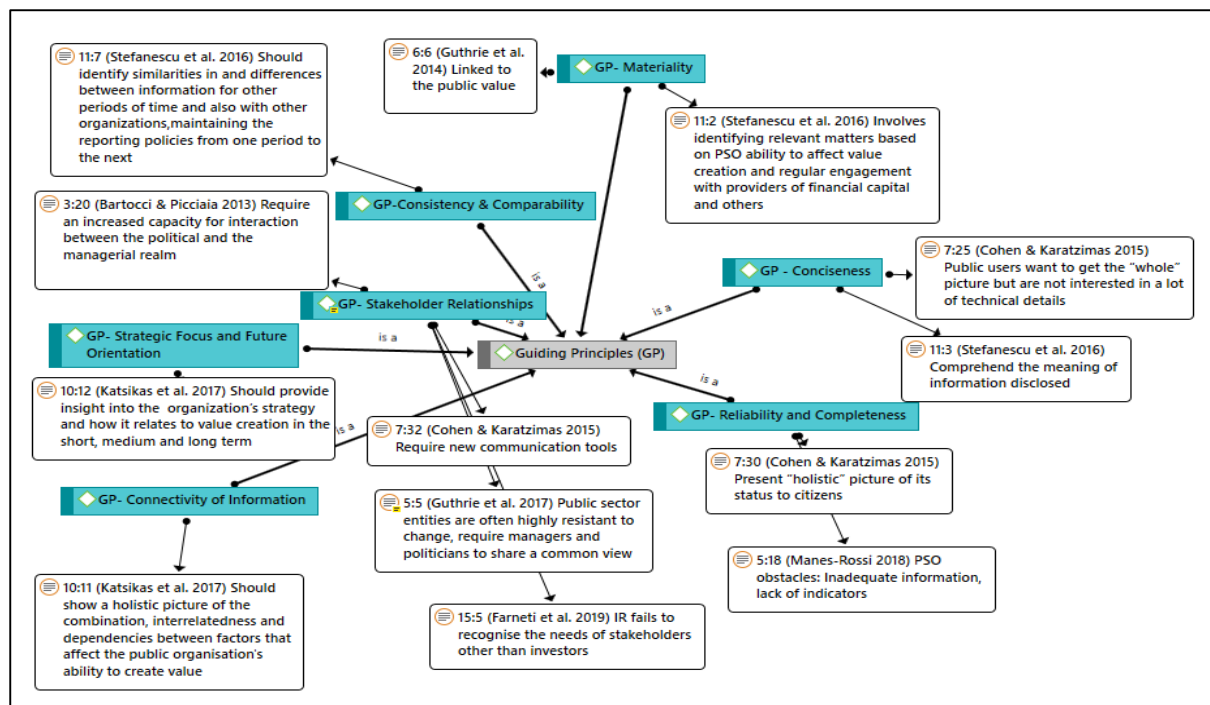 11:7 (Stefanescu et al. 2016) Should
identify similarities in and differences
between information for other
periods of time and also with other
organizations,maintaining the
reporting policies from one period to
the next
6:6 (Guthrie et al.
2014) Linked to
the public value
GP- Materiality
11:2 (Stefanescu et al. 2016) Involves
identifying relevant matters based
on PSO ability to affect value
creation and regular engagement
with providers of financial capital
and others
3:20 (Bartocci & Picciaia 2013) Require
an increased capacity for interaction
between the political and the
managerial realm
GP-Consistency & Comparability
7:25 (Cohen & Karatzimas 2015)
Public users want to get the “whole”
picture but are not interested in a lot
of technical details
GP - Conciseness
is a
GP- Stakeholder Relationships
is a
is a
GP- Strategic Focus and Future
Orientation
is a
Guiding Principles (GP)
11:3 (Stefanescu et al. 2016)
Comprehend the meaning of
information disclosed
is a
10:12 (Katsikas et al. 2017) Should provide
insight into the organization's strategy
and how it relates to value creation in the
short, medium and long term
GP- Reliability and Completeness
is a
7:32 (Cohen & Karatzimas 2015)
Require new communication tools
7:30 (Cohen & Karatzimas 2015)
Present “holistic” picture of its
status to citizens
GP- Connectivity of Information
5:5 (Guthrie et al. 2017) Public sector
entities are often highly resistant to
change, require managers and
politicians to share a common view
5:18 (Manes-Rossi 2018) PSO
obstacles: Inadequate information,
lack of indicators
10:11 (Katsikas et al. 2017) Should
show a holistic picture of the
combination, interrelatedness and
dependencies between factors that
affect the public organisation's
ability to create value
15:5 (Farneti et al. 2019) IR fails to
recognise the needs of stakeholders
other than investors